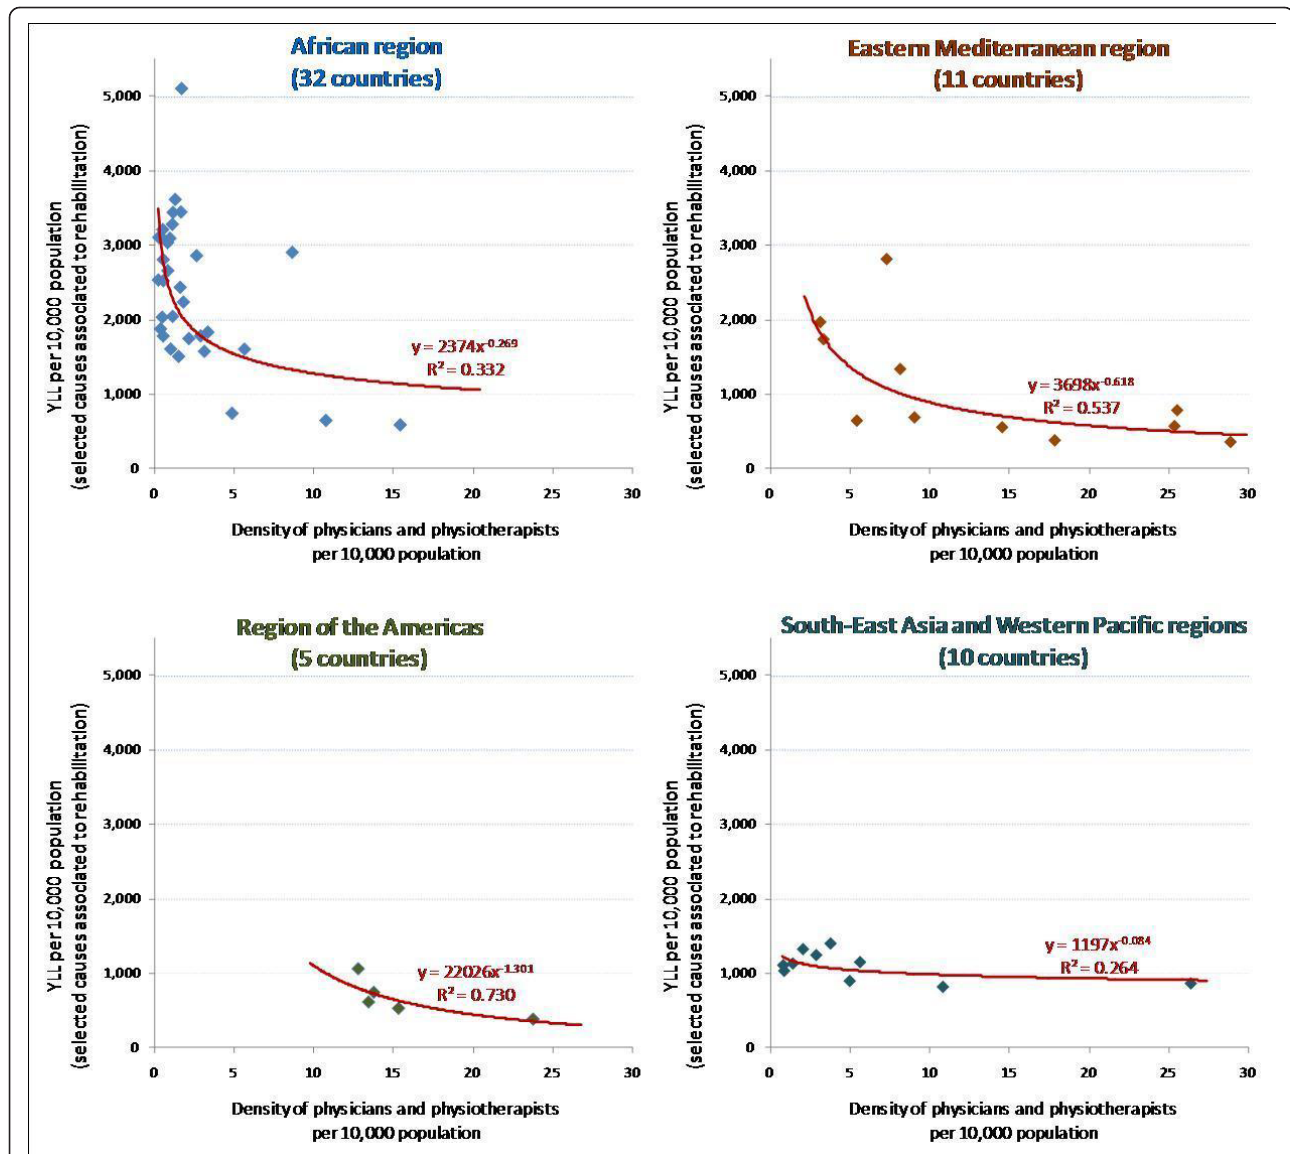 African region
(32 countries)
YLL per 10,000 population
(selected causes associated to rehabilitation)
5,000
4,000
3,000
2,000
1,000
0
y = 2374x^-0.269
R² = 0.332
0 5 10 15 20 25 30
Density of physicians and physiotherapists
per 10,000 population
Eastern Mediterranean region
(11 countries)
YLL per 10,000 population
(selected causes associated to rehabilitation)
5,000
4,000
3,000
2,000
1,000
0
y = 3698x^-0.618
R² = 0.537
0 5 10 15 20 25 30
Density of physicians and physiotherapists
per 10,000 population
Region of the Americas
(5 countries)
YLL per 10,000 population
(selected causes associated to rehabilitation)
5,000
4,000
3,000
2,000
1,000
0
y = 22026x^-1.301
R² = 0.730
0 5 10 15 20 25 30
Density of physicians and physiotherapists
per 10,000 population
South-East Asia and Western Pacific regions
(10 countries)
YLL per 10,000 population
(selected causes associated to rehabilitation)
5,000
4,000
3,000
2,000
1,000
0
y = 1197x^-0.084
R² = 0.264
0 5 10 15 20 25 30
Density of physicians and physiotherapists
per 10,000 population